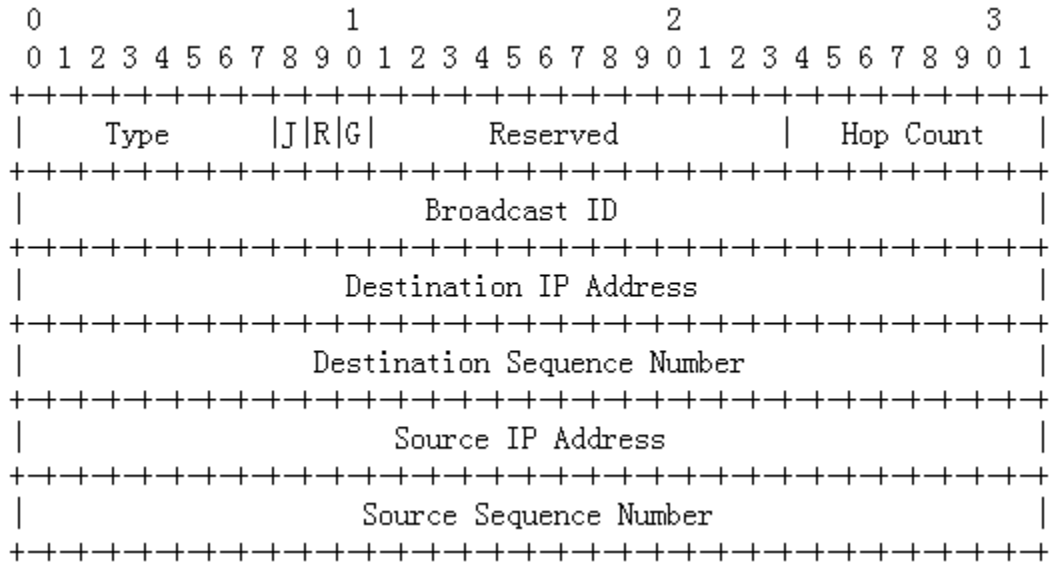 0                   1                   2                   3
0 1 2 3 4 5 6 7 8 9 0 1 2 3 4 5 6 7 8 9 0 1 2 3 4 5 6 7 8 9 0 1
+-+-+-+-+-+-+-+-+-+-+-+-+-+-+-+-+-+-+-+-+-+-+-+-+-+-+-+-+-+-+-+-+
|     Type      |J|R|G|       Reserved          |   Hop Count   |
+-+-+-+-+-+-+-+-+-+-+-+-+-+-+-+-+-+-+-+-+-+-+-+-+-+-+-+-+-+-+-+-+
|                         Broadcast ID                          |
+-+-+-+-+-+-+-+-+-+-+-+-+-+-+-+-+-+-+-+-+-+-+-+-+-+-+-+-+-+-+-+-+
|                    Destination IP Address                     |
+-+-+-+-+-+-+-+-+-+-+-+-+-+-+-+-+-+-+-+-+-+-+-+-+-+-+-+-+-+-+-+-+
|                  Destination Sequence Number                  |
+-+-+-+-+-+-+-+-+-+-+-+-+-+-+-+-+-+-+-+-+-+-+-+-+-+-+-+-+-+-+-+-+
|                       Source IP Address                       |
+-+-+-+-+-+-+-+-+-+-+-+-+-+-+-+-+-+-+-+-+-+-+-+-+-+-+-+-+-+-+-+-+
|                     Source Sequence Number                    |
+-+-+-+-+-+-+-+-+-+-+-+-+-+-+-+-+-+-+-+-+-+-+-+-+-+-+-+-+-+-+-+-+